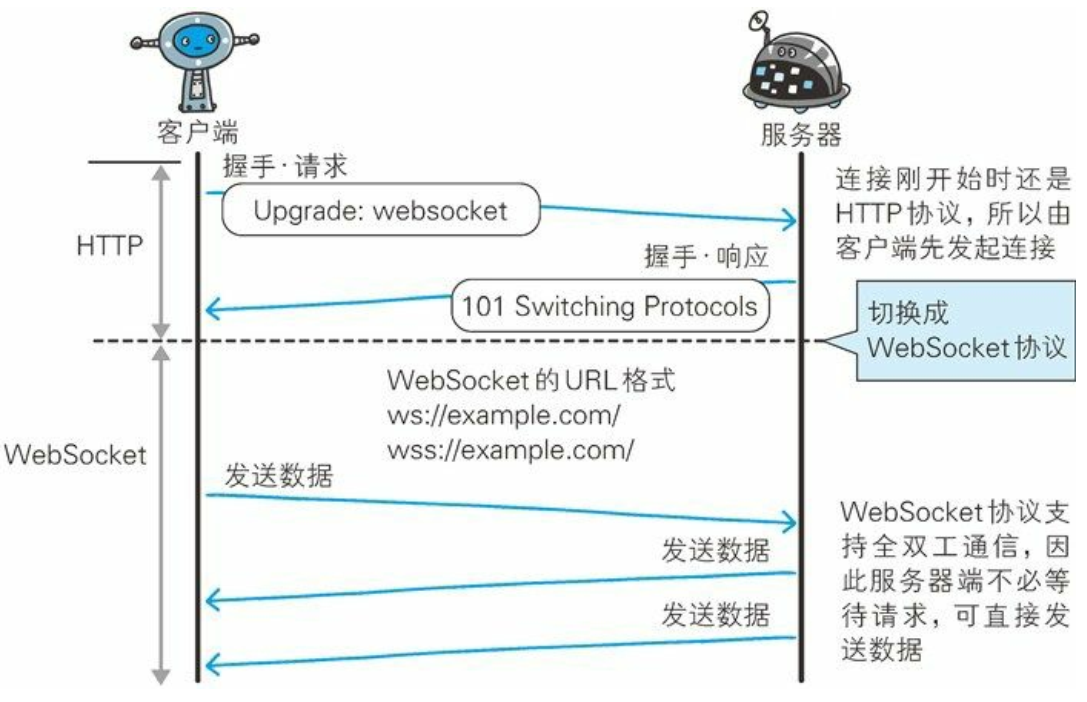 客户端
服务器
握手·请求
Upgrade: websocket
连接刚开始时还是
HTTP协议，所以由
客户端先发起连接
HTTP
握手·响应
101 Switching Protocols
切换成
WebSocket协议
WebSocket的URL格式
ws://example.com/
wss://example.com/
WebSocket
发送数据
WebSocket协议支
持全双工通信，因
此服务器端不必等
待请求，可直接发
送数据
发送数据
发送数据